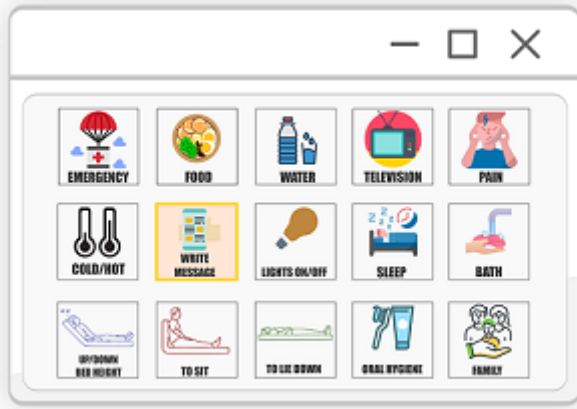 EMERGENCY
FOOD
WATER
TELEVISION
PAIN
COLD/HOT
WRITE
MESSAGE
LIGHTS ON/OFF
SLEEP
BATH
UP/DOWN
BED HEIGHT
TO SIT
TO LIE DOWN
ORAL HYGIENE
FAMILY